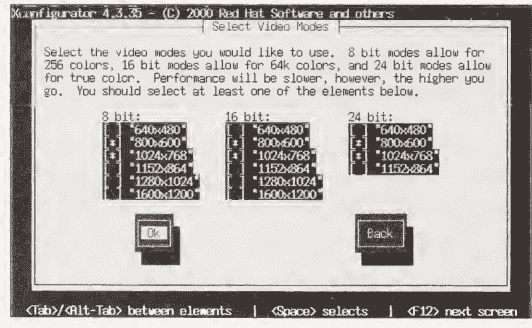 Xconfigurator 4.3.35 - (C) 2000 Red Hat Software and others
Select Video Modes
Select the video modes you would like to use.  8 bit modes allow for
256 colors, 16 bit modes allow for 64k colors, and 24 bit modes allow
for true color.  Performance will be slower, however, the higher you
go.  You should select at least one of the elements below.
8 bit: 16 bit: 24 bit:
[ ] "640x480" [ ] "640x480" [ ] "640x480"
[*] "800x600" [*] "800x600" [*] "800x600"
[*] "1024x768" [*] "1024x768" [*] "1024x768"
[ ] "1152x864" [ ] "1152x864" [ ] "1152x864"
[ ] "1280x1024" [ ] "1280x1024"
[ ] "1600x1200" [ ] "1600x1200"
Ok Back
<Tab>/<Alt-Tab> between elements | <Space> selects | <F12> next screen